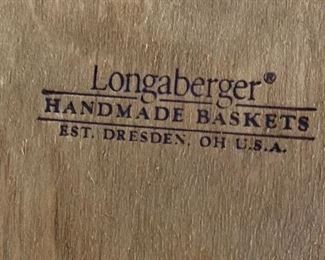 Longaberger®
HANDMADE BASKETS
EST. DRESDEN, OH U.S.A.